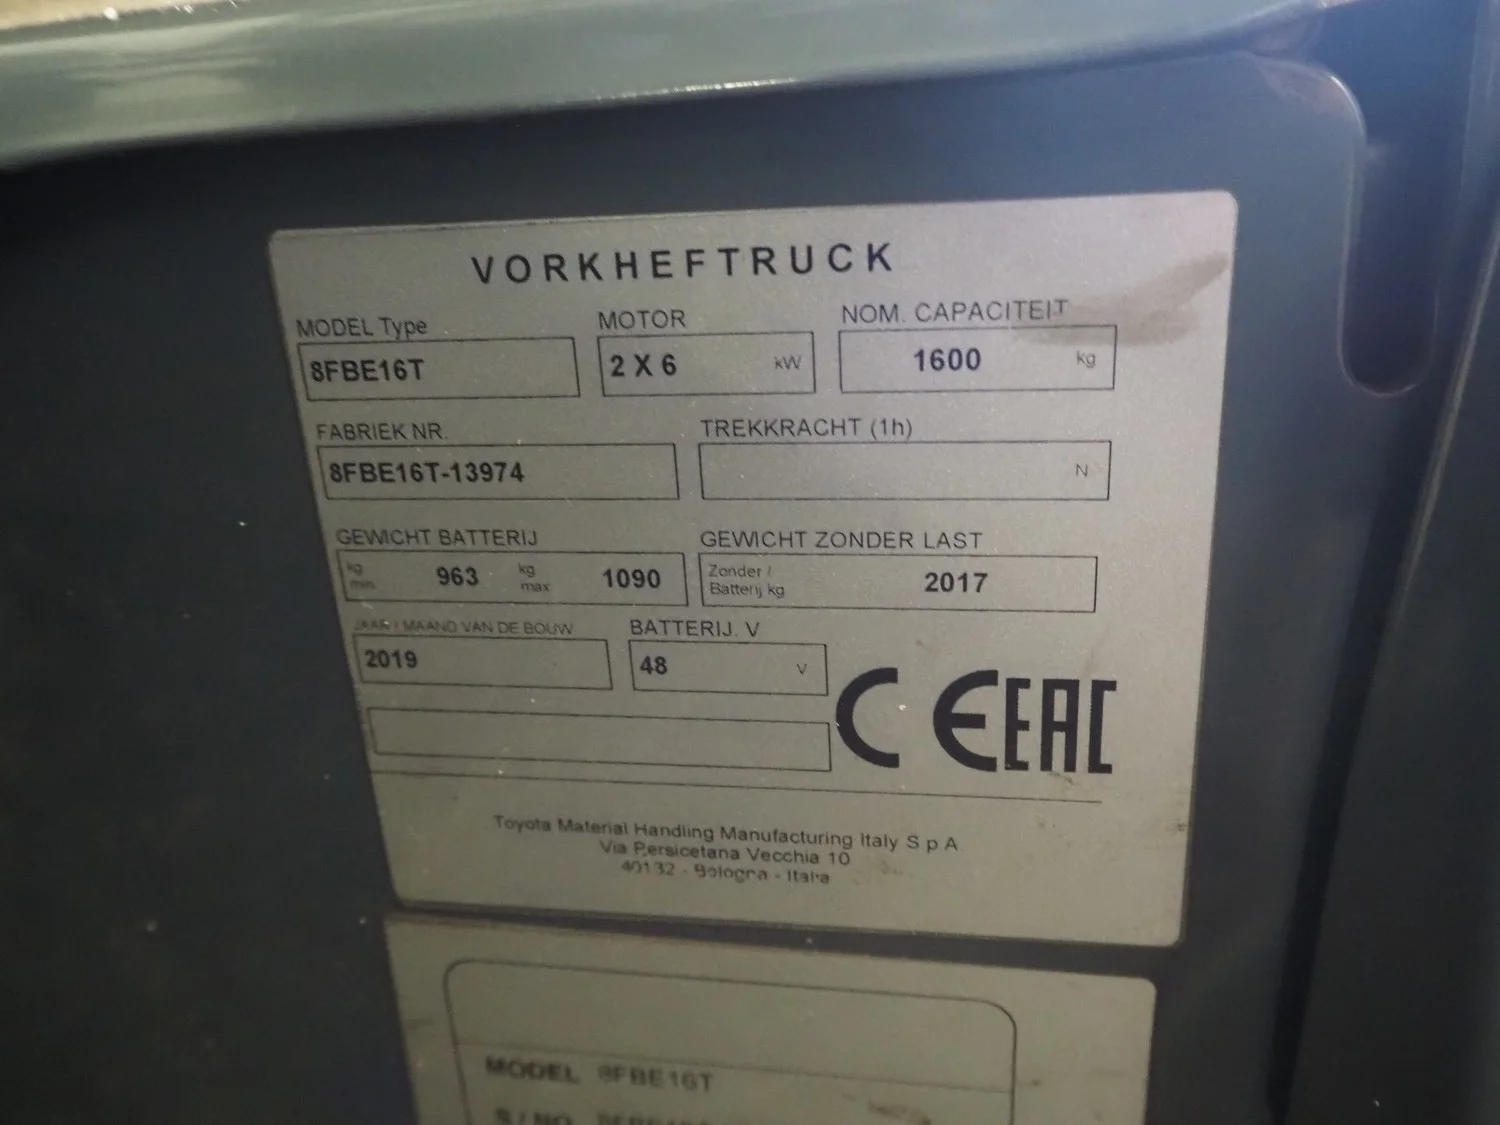 VORKHEFTRUCK
MODEL Type MOTOR NOM. CAPACITEIT
8FBE16T 2 X 6 kW 1600 kg
FABRIEK NR. TREKKRACHT (1h)
8FBE16T-13974 N
GEWICHT BATTERIJ GEWICHT ZONDER LAST
kg min 963 kg max 1090 Zonder / Batterij kg 2017
JAAR / MAAND VAN DE BOUW BATTERIJ. V
2019 48 V
CE EAC
Toyota Material Handling Manufacturing Italy S p A
Via Persicetana Vecchia 10
40132 - Bologna - Italia
MODEL 8FBE16T
S / NO